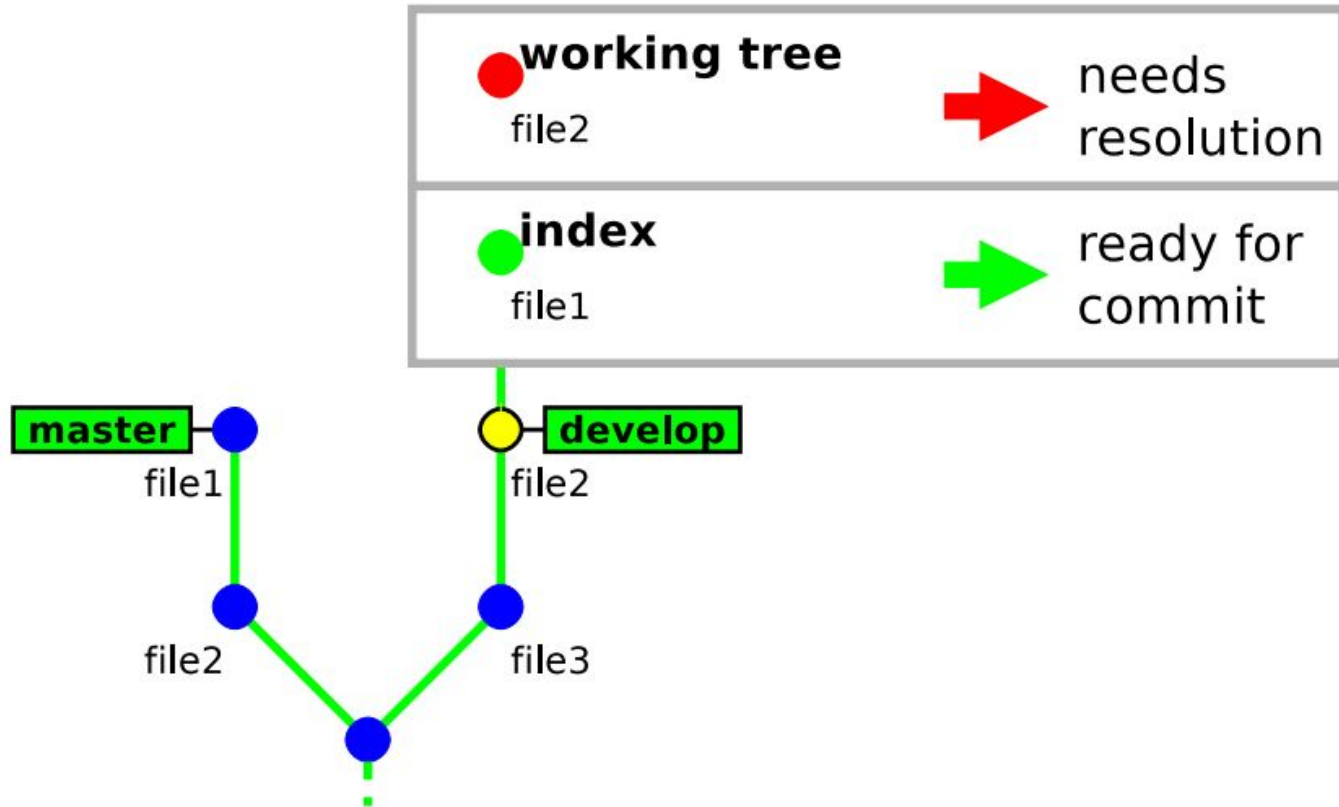 working tree
file2
needs
resolution
index
file1
ready for
commit
master
develop
file1
file2
file2
file3